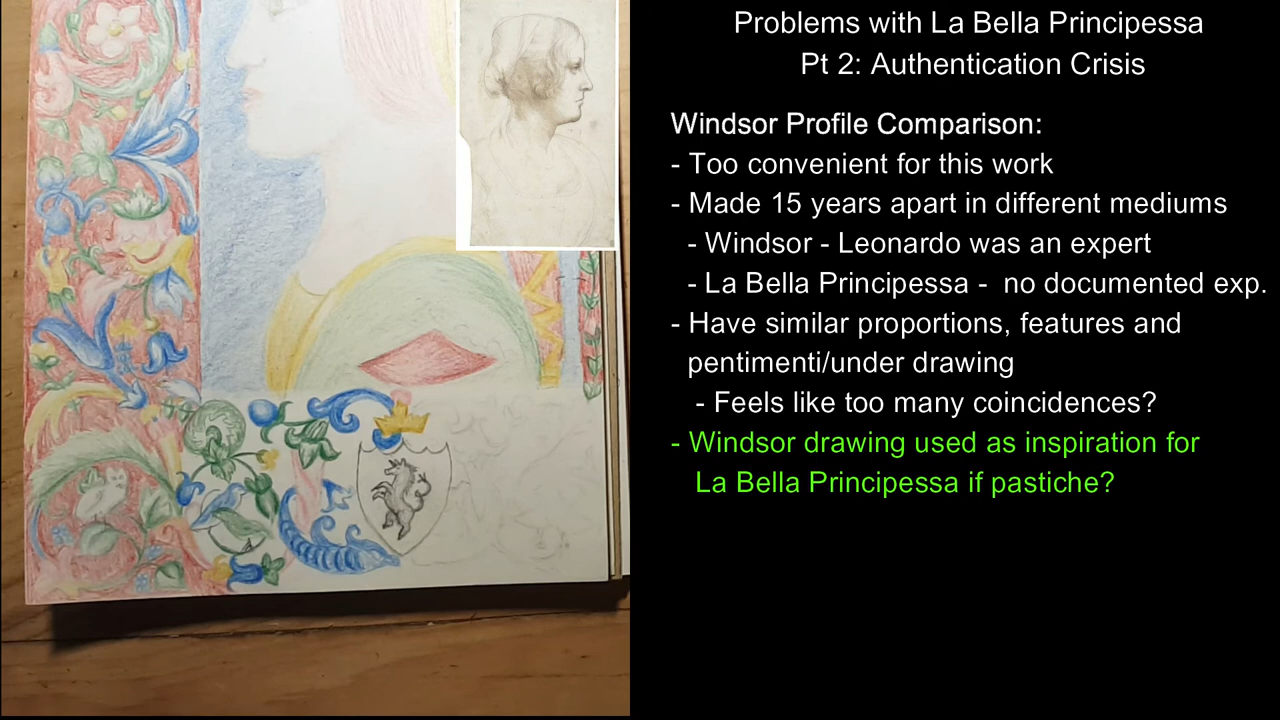 Problems with La Bella Principessa
Pt 2: Authentication Crisis
Windsor Profile Comparison:
- Too convenient for this work
- Made 15 years apart in different mediums
- Windsor - Leonardo was an expert
- La Bella Principessa - no documented exp.
- Have similar proportions, features and
pentimenti/under drawing
- Feels like too many coincidences?
- Windsor drawing used as inspiration for
La Bella Principessa if pastiche?